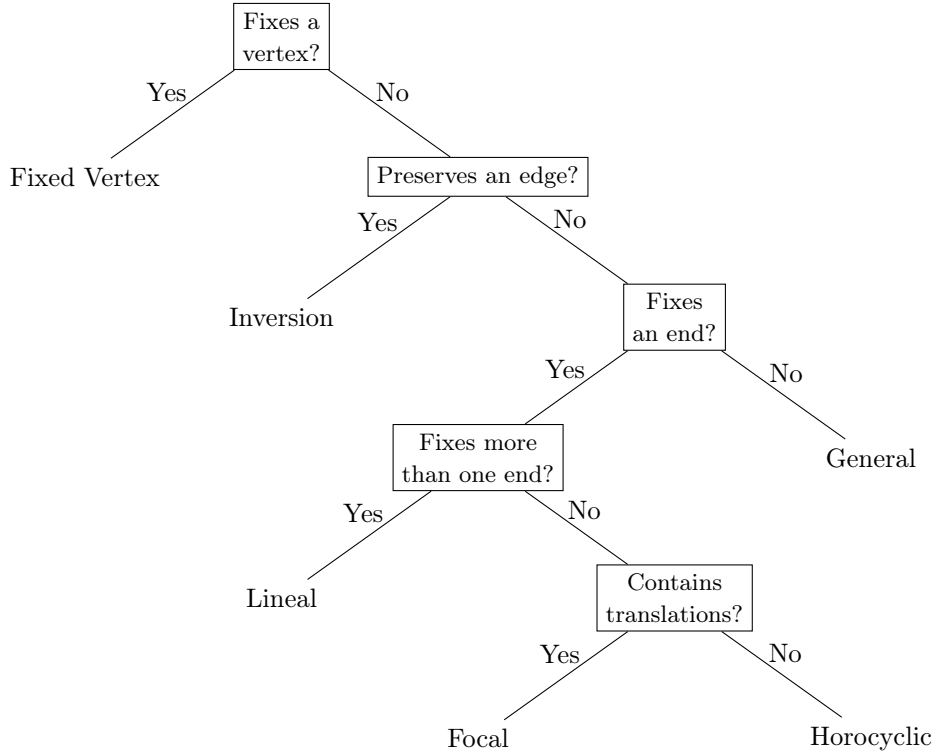 Fixes a
vertex?
Yes
No
Fixed Vertex
Preserves an edge?
Yes
No
Inversion
Fixes
an end?
Yes
No
Fixes more
than one end?
General
Yes
No
Lineal
Contains
translations?
Yes
No
Focal
Horocyclic